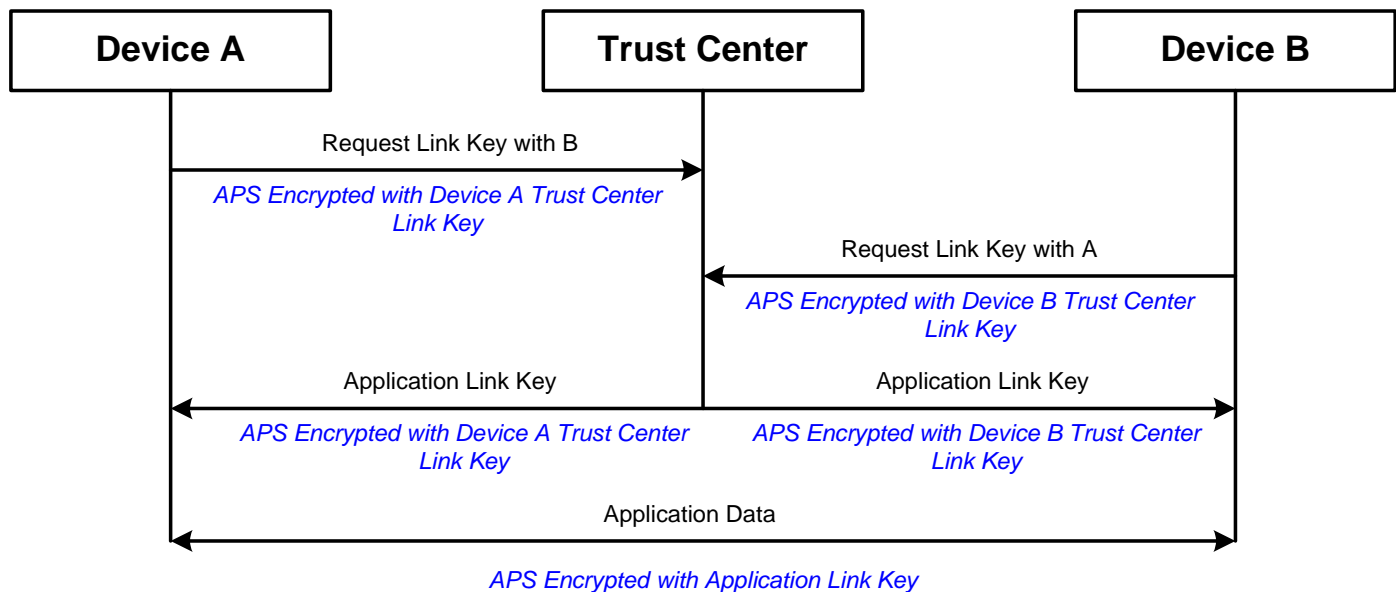 Device A
Trust Center
Device B
Request Link Key with B
APS Encrypted with Device A Trust Center
Link Key
Request Link Key with A
APS Encrypted with Device B Trust Center
Link Key
Application Link Key
Application Link Key
APS Encrypted with Device A Trust Center
Link Key
APS Encrypted with Device B Trust Center
Link Key
Application Data
APS Encrypted with Application Link Key